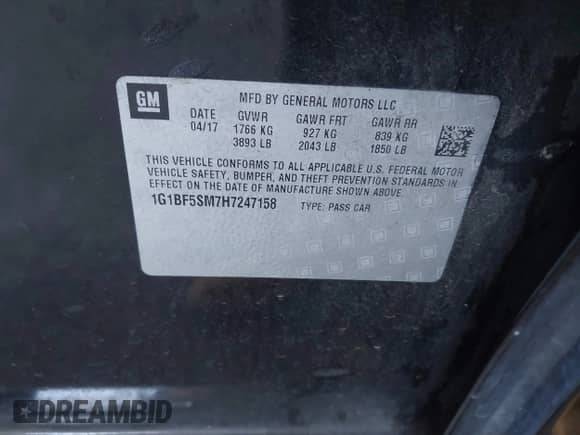 GM
MFD BY GENERAL MOTORS LLC
DATE GVWR GAWR FRT GAWR RR
04/17 1766 KG 927 KG 839 KG
3893 LB 2043 LB 1850 LB
THIS VEHICLE CONFORMS TO ALL APPLICABLE U.S. FEDERAL MOTOR
VEHICLE SAFETY, BUMPER, AND THEFT PREVENTION STANDARDS IN
EFFECT ON THE DATE OF MANUFACTURE SHOWN ABOVE.
1G1BF5SM7H7247158 TYPE: PASS CAR
DREAMBID